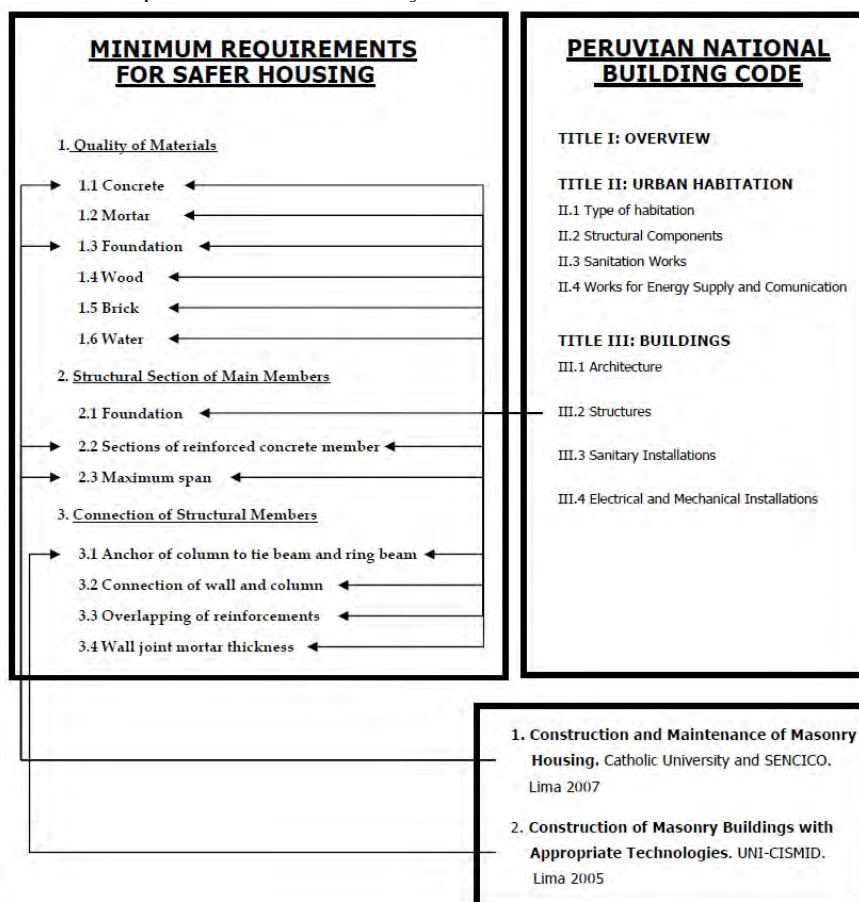 MINIMUM REQUIREMENTS
FOR SAFER HOUSING
1. Quality of Materials
1.1 Concrete
1.2 Mortar
1.3 Foundation
1.4 Wood
1.5 Brick
1.6 Water
2. Structural Section of Main Members
2.1 Foundation
2.2 Sections of reinforced concrete member
2.3 Maximum span
3. Connection of Structural Members
3.1 Anchor of column to tie beam and ring beam
3.2 Connection of wall and column
3.3 Overlapping of reinforcements
3.4 Wall joint mortar thickness
PERUVIAN NATIONAL
BUILDING CODE
TITLE I: OVERVIEW
TITLE II: URBAN HABITATION
II.1 Type of habitation
II.2 Structural Components
II.3 Sanitation Works
II.4 Works for Energy Supply and Comunication
TITLE III: BUILDINGS
III.1 Architecture
III.2 Structures
III.3 Sanitary Installations
III.4 Electrical and Mechanical Installations
1. Construction and Maintenance of Masonry
Housing. Catholic University and SENCICO.
Lima 2007
2. Construction of Masonry Buildings with
Appropriate Technologies. UNI-CISMID.
Lima 2005